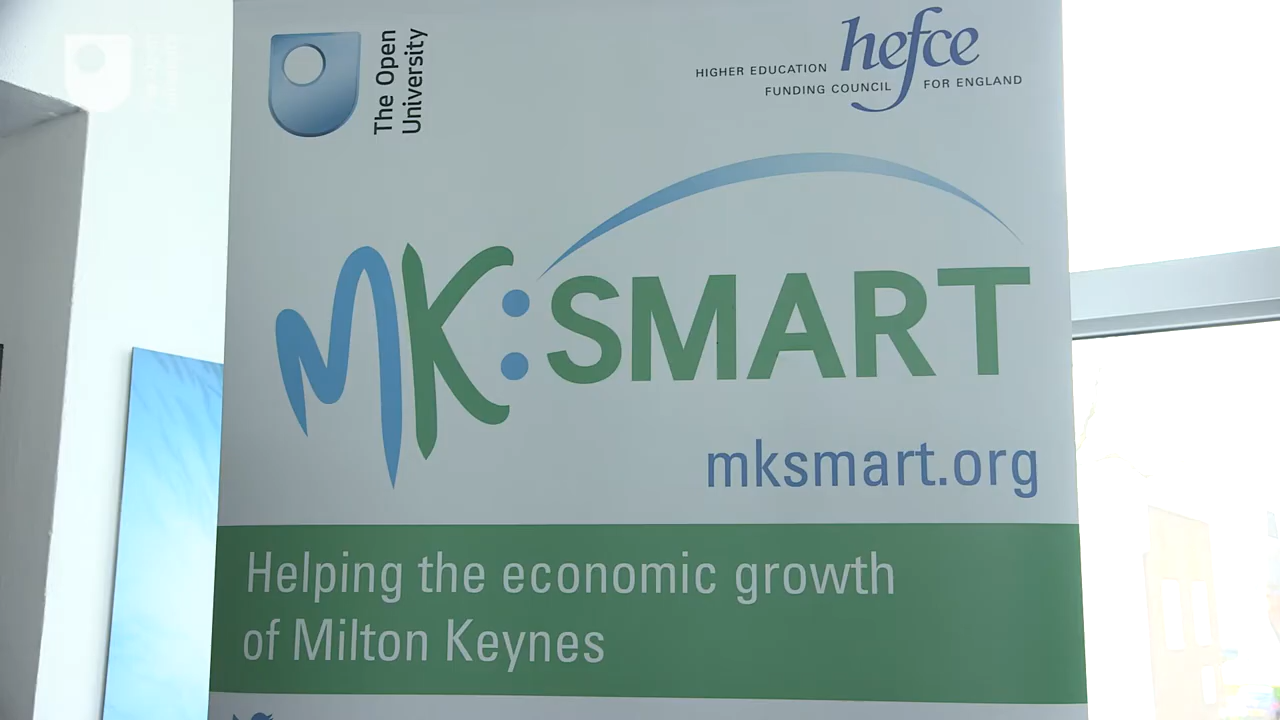 The Open
University
hefce
HIGHER EDUCATION
FUNDING COUNCIL FOR ENGLAND
MK:SMART
mksmart.org
Helping the economic growth
of Milton Keynes